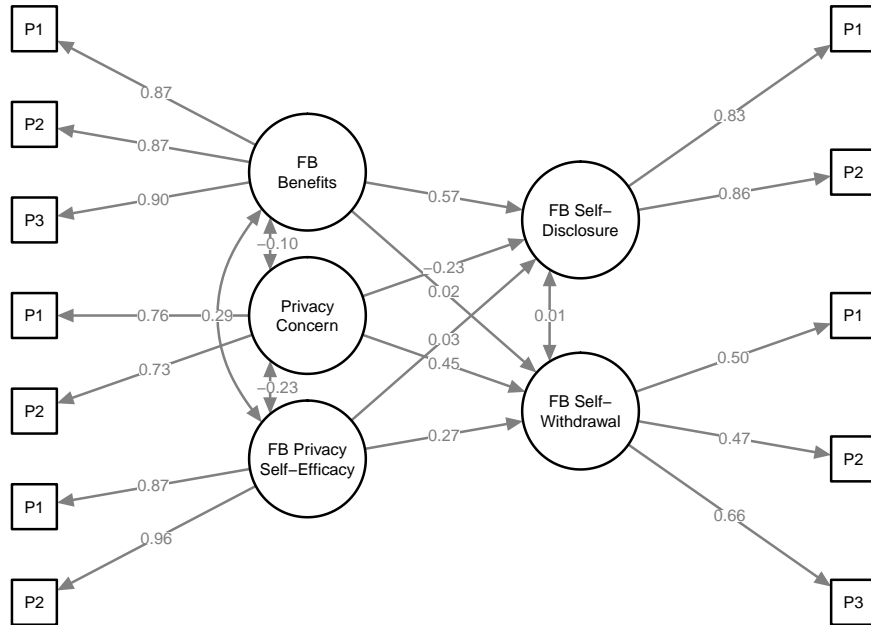 P1
P1
0.87
0.83
P2
0.87
FB
Benefits
P2
0.86
P3
0.90
0.57
FB Self–
Disclosure
−0.10
−0.23
0.02
P1
0.76
0.29
Privacy
Concern
0.01
P1
0.03
0.50
0.73
0.45
P2
−0.23
FB Self–
Withdrawal
FB Privacy
Self–Efficacy
0.27
0.47
P2
P1
0.87
0.96
0.66
P2
P3